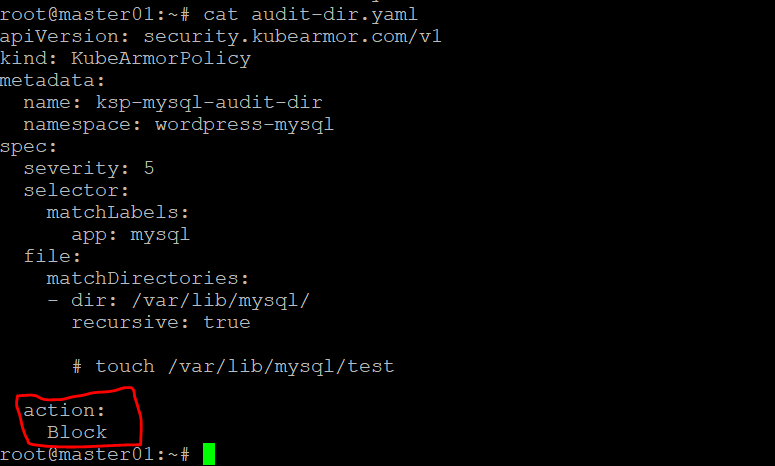 root@master01:~# cat audit-dir.yaml
apiVersion: security.kubearmor.com/v1
kind: KubeArmorPolicy
metadata:
  name: ksp-mysql-audit-dir
  namespace: wordpress-mysql
spec:
  severity: 5
  selector:
    matchLabels:
      app: mysql
  file:
    matchDirectories:
    - dir: /var/lib/mysql/
      recursive: true
      # touch /var/lib/mysql/test
  action:
    Block
root@master01:~#